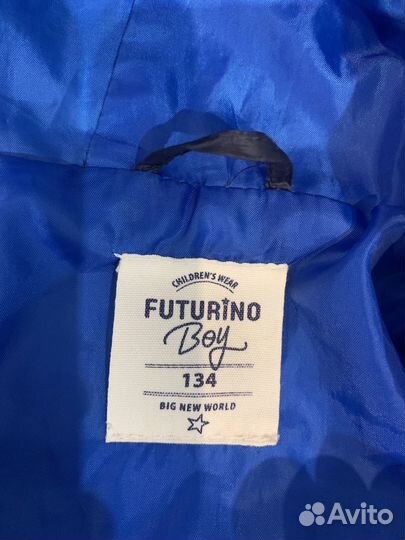 CHILDREN'S WEAR
FUTURINO
Boy
134
BIG NEW WORLD
Avito